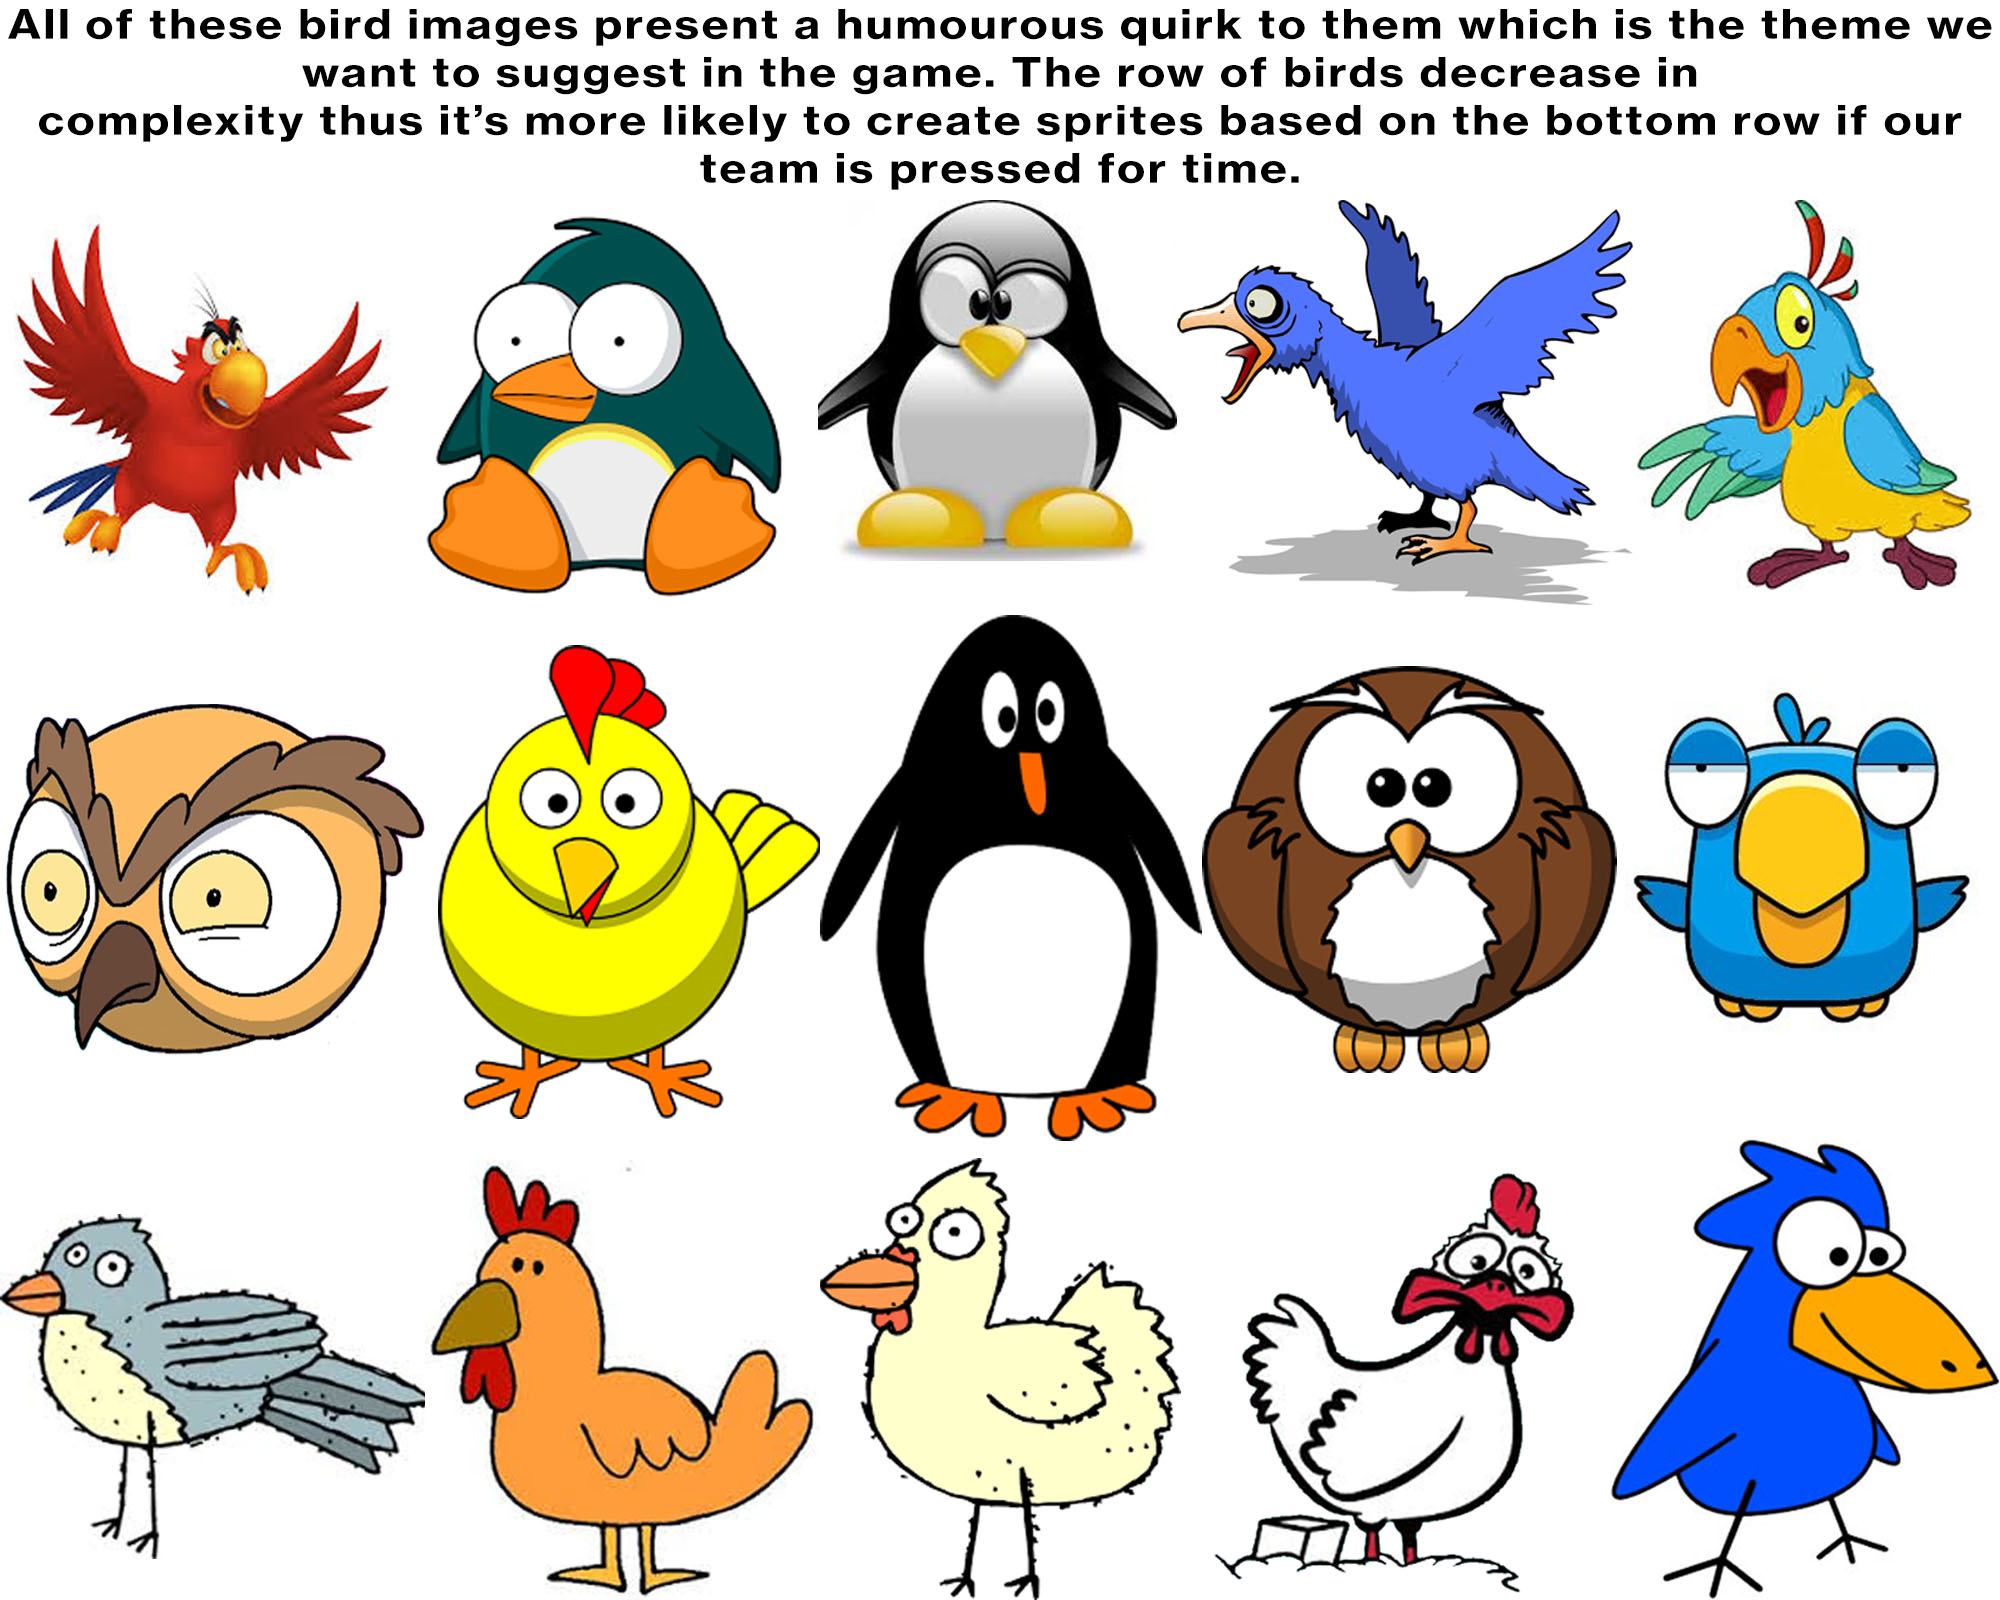 All of these bird images present a humourous quirk to them which is the theme we
want to suggest in the game. The row of birds decrease in
complexity thus it’s more likely to create sprites based on the bottom row if our
team is pressed for time.